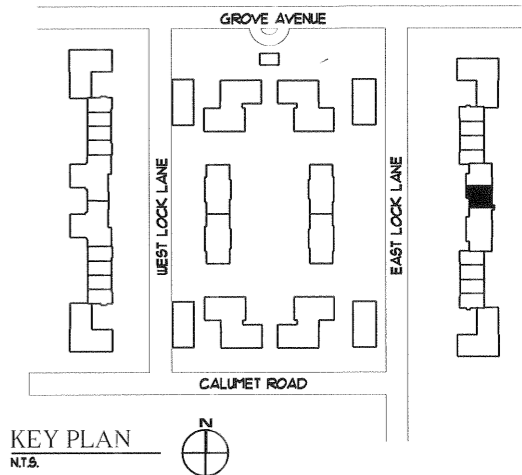 GROVE AVENUE
WEST LOCK LANE
EAST LOCK LANE
CALUMET ROAD
KEY PLAN
N.T.S.
N